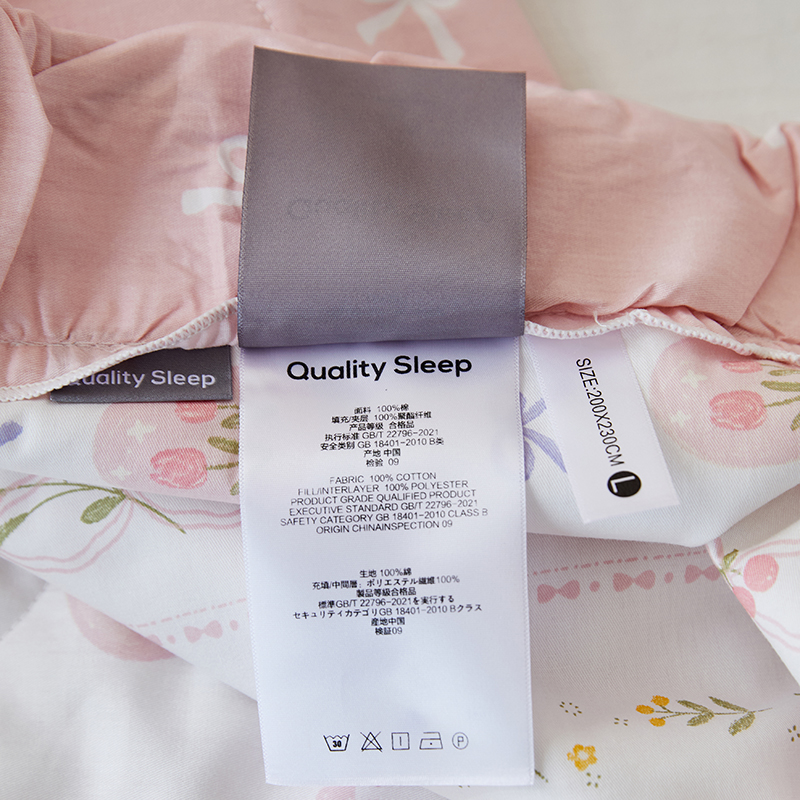 Quality Sleep
Quality Sleep
面料 100%棉
填充/夹层 100%聚酯纤维
产品等级 合格品
执行标准 GB/T 22796-2021
安全类别 GB 18401-2010 B类
产地 中国
检验 09
FABRIC 100% COTTON
FILL/INTERLAYER 100% POLYESTER
PRODUCT GRADE QUALIFIED PRODUCT
EXECUTIVE STANDARD GB/T 22796-2021
SAFETY CATEGORY GB 18401-2010 CLASS B
ORIGIN CHINAINSPECTION 09
生地 100%綿
充填/中間層：ポリエステル繊維100%
製品等級合格品
標準GB/T 22796-2021を実行する
セキュリティカテゴリGB 18401-2010 Bクラス
産地中国
検証09
30
P
SIZE:200X230CM L